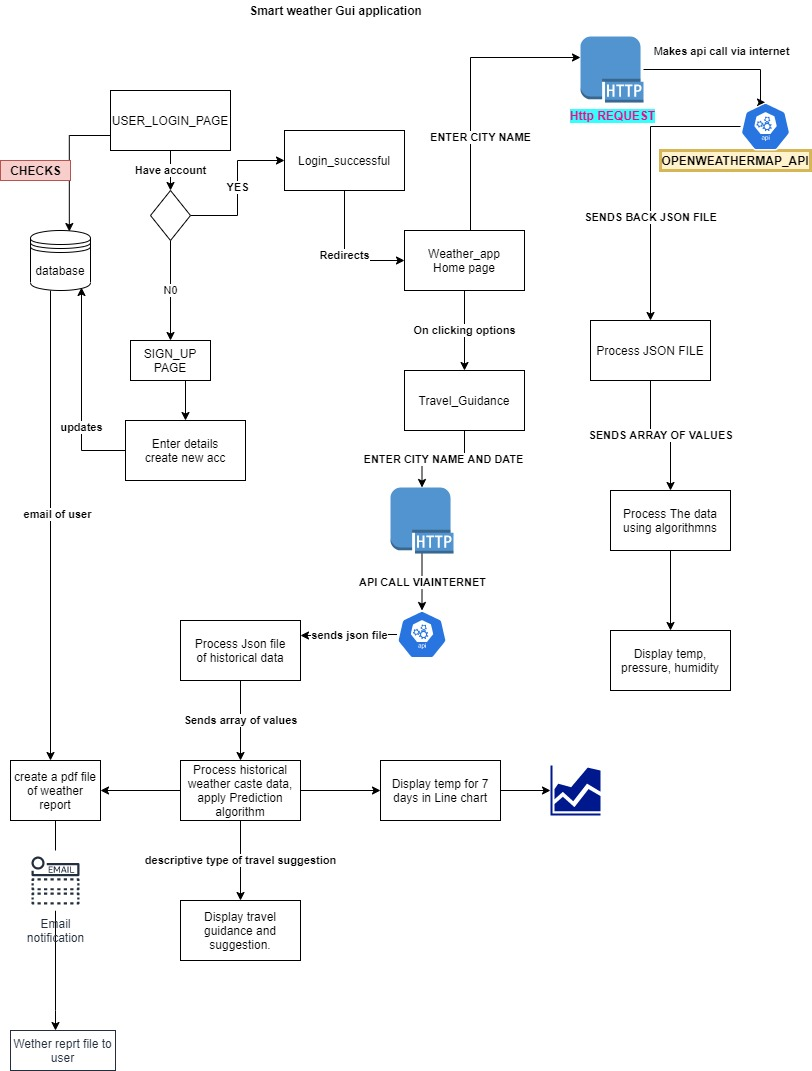 Smart weather Gui application
Makes api call via internet
HTTP
Http REQUEST
api
OPENWEATHERMAP_API
USER_LOGIN_PAGE
CHECKS
Have account
YES
Login_successful
ENTER CITY NAME
database
Redirects
Weather_app
Home page
SENDS BACK JSON FILE
N0
On clicking options
SIGN_UP
PAGE
Process JSON FILE
Travel_Guidance
updates
Enter details
create new acc
SENDS ARRAY OF VALUES
ENTER CITY NAME AND DATE
email of user
HTTP
Process The data
using algorithmns
API CALL VIAINTERNET
sends json file
api
Process Json file
of historical data
Display temp,
pressure, humidity
Sends array of values
create a pdf file
of weather
report
Process historical
weather caste data,
apply Prediction
algorithm
Display temp for 7
days in Line chart
descriptive type of travel suggestion
EMAIL
Email
notification
Display travel
guidance and
suggestion.
Wether reprt file to
user